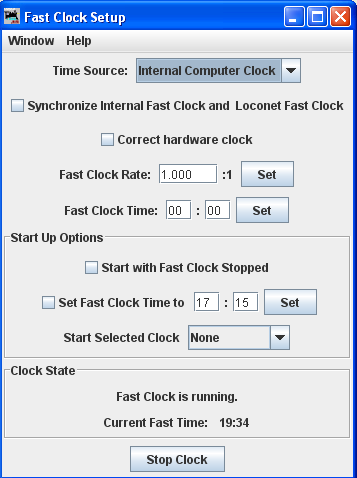 Fast Clock Setup
Window Help
Time Source: Internal Computer Clock
Synchronize Internal Fast Clock and Loconet Fast Clock
Correct hardware clock
Fast Clock Rate: 1.000 :1 Set
Fast Clock Time: 00 : 00 Set
Start Up Options
Start with Fast Clock Stopped
Set Fast Clock Time to 17 : 15 Set
Start Selected Clock None
Clock State
Fast Clock is running.
Current Fast Time: 19:34
Stop Clock